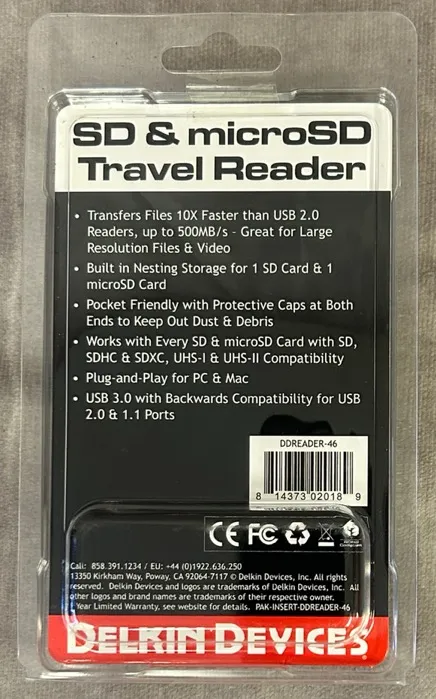 SD & microSD
Travel Reader
• Transfers Files 10X Faster than USB 2.0
Readers, up to 500MB/s - Great for Large
Resolution Files & Video
• Built in Nesting Storage for 1 SD Card & 1
microSD Card
• Pocket Friendly with Protective Caps at Both
Ends to Keep Out Dust & Debris
• Works with Every SD & microSD Card with SD,
SDHC & SDXC, UHS-I & UHS-II Compatibility
• Plug-and-Play for PC & Mac
• USB 3.0 with Backwards Compatibility for USB
2.0 & 1.1 Ports
DDREADER-46
8 14373 02018 9
CE FC
Call: 858.391.1234 / EU: +44 (0)1922.636.250
13350 Kirkham Way, Poway, CA 92064-7117 © Delkin Devices, Inc. All rights
reserved. Delkin Devices and logos are trademarks of Delkin Devices, Inc. All
other logos and brand names are trademarks of their respective owner.
Year Limited Warranty, see website for details. PAK-INSERT-DDREADER-46
DELKIN DEVICES